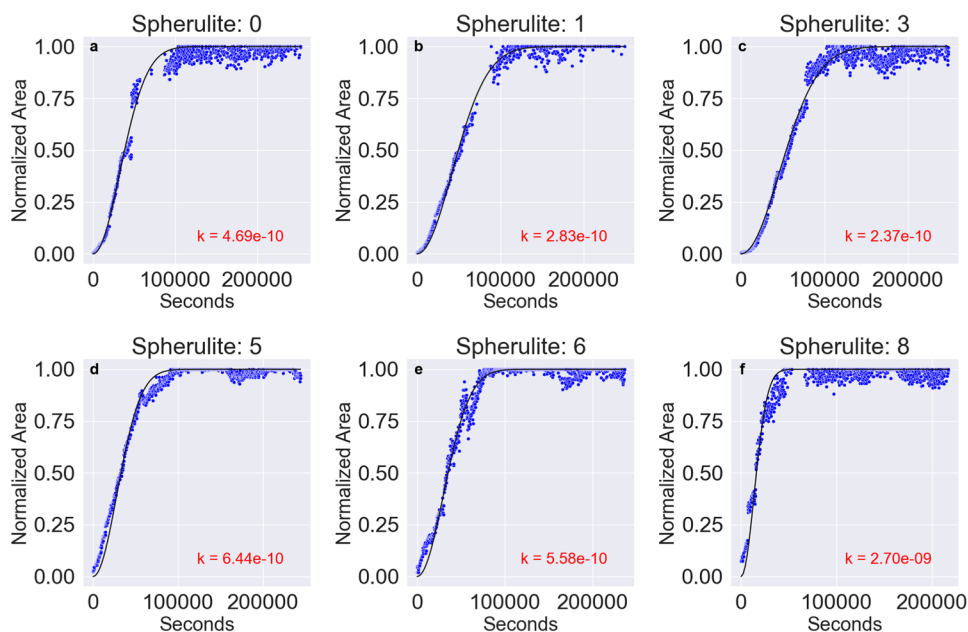 Spherulite: 0
a
1.00
0.75
0.50
0.25
0.00
Normalized Area
k = 4.69e-10
0 100000 200000
Seconds
Spherulite: 1
b
1.00
0.75
0.50
0.25
0.00
Normalized Area
k = 2.83e-10
0 100000 200000
Seconds
Spherulite: 3
c
1.00
0.75
0.50
0.25
0.00
Normalized Area
k = 2.37e-10
0 100000 200000
Seconds
Spherulite: 5
d
1.00
0.75
0.50
0.25
0.00
Normalized Area
k = 6.44e-10
0 100000 200000
Seconds
Spherulite: 6
e
1.00
0.75
0.50
0.25
0.00
Normalized Area
k = 5.58e-10
0 100000 200000
Seconds
Spherulite: 8
f
1.00
0.75
0.50
0.25
0.00
Normalized Area
k = 2.70e-09
0 100000 200000
Seconds